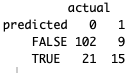 actual
predicted 0 1
FALSE 102 9
TRUE 21 15